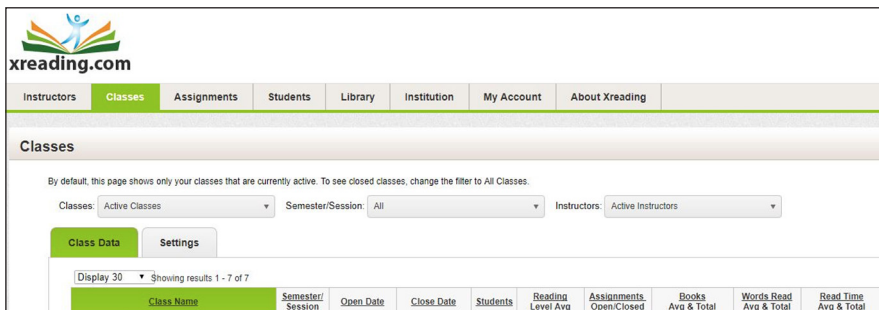 xreading.com
Instructors Classes Assignments Students Library Institution My Account About Xreading
Classes
By default, this page shows only your classes that are currently active. To see closed classes, change the filter to All Classes.
Classes: Active Classes Semester/Session: All Instructors: Active Instructors
Class Data Settings
Display 30 Showing results 1 - 7 of 7
Class Name Semester/ Session Open Date Close Date Students Reading Level Avg Assignments Open/Closed Books Avg & Total Words Read Avg & Total Read Time Avg & Total